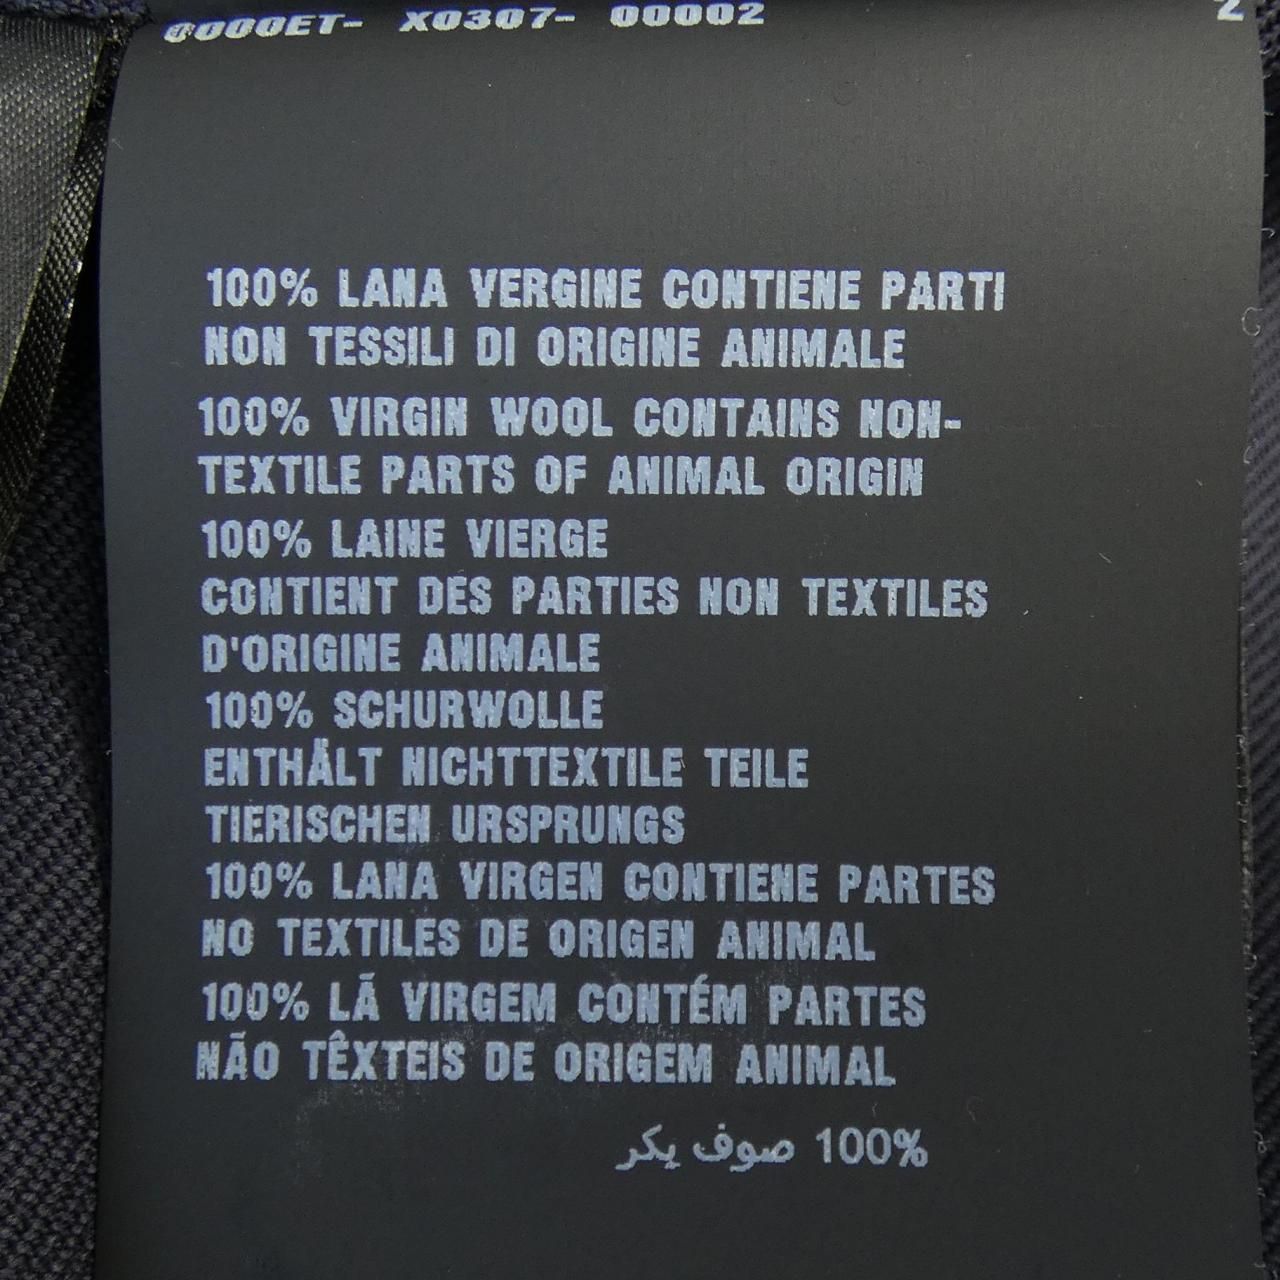 0000ET- X0307- 00002 2
100% LANA VERGINE CONTIENE PARTI
NON TESSILI DI ORIGINE ANIMALE
100% VIRGIN WOOL CONTAINS NON-
TEXTILE PARTS OF ANIMAL ORIGIN
100% LAINE VIERGE
CONTIENT DES PARTIES NON TEXTILES
D'ORIGINE ANIMALE
100% SCHURWOLLE
ENTHÄLT NICHTTEXTILE TEILE
TIERISCHEN URSPRUNGS
100% LANA VIRGEN CONTIENE PARTES
NO TEXTILES DE ORIGEN ANIMAL
100% LÃ VIRGEM CONTÉM PARTES
NÃO TÊXTEIS DE ORIGEM ANIMAL
100% صوف يكر